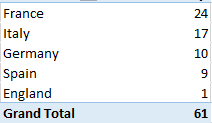 France 24
Italy 17
Germany 10
Spain 9
England 1
Grand Total 61